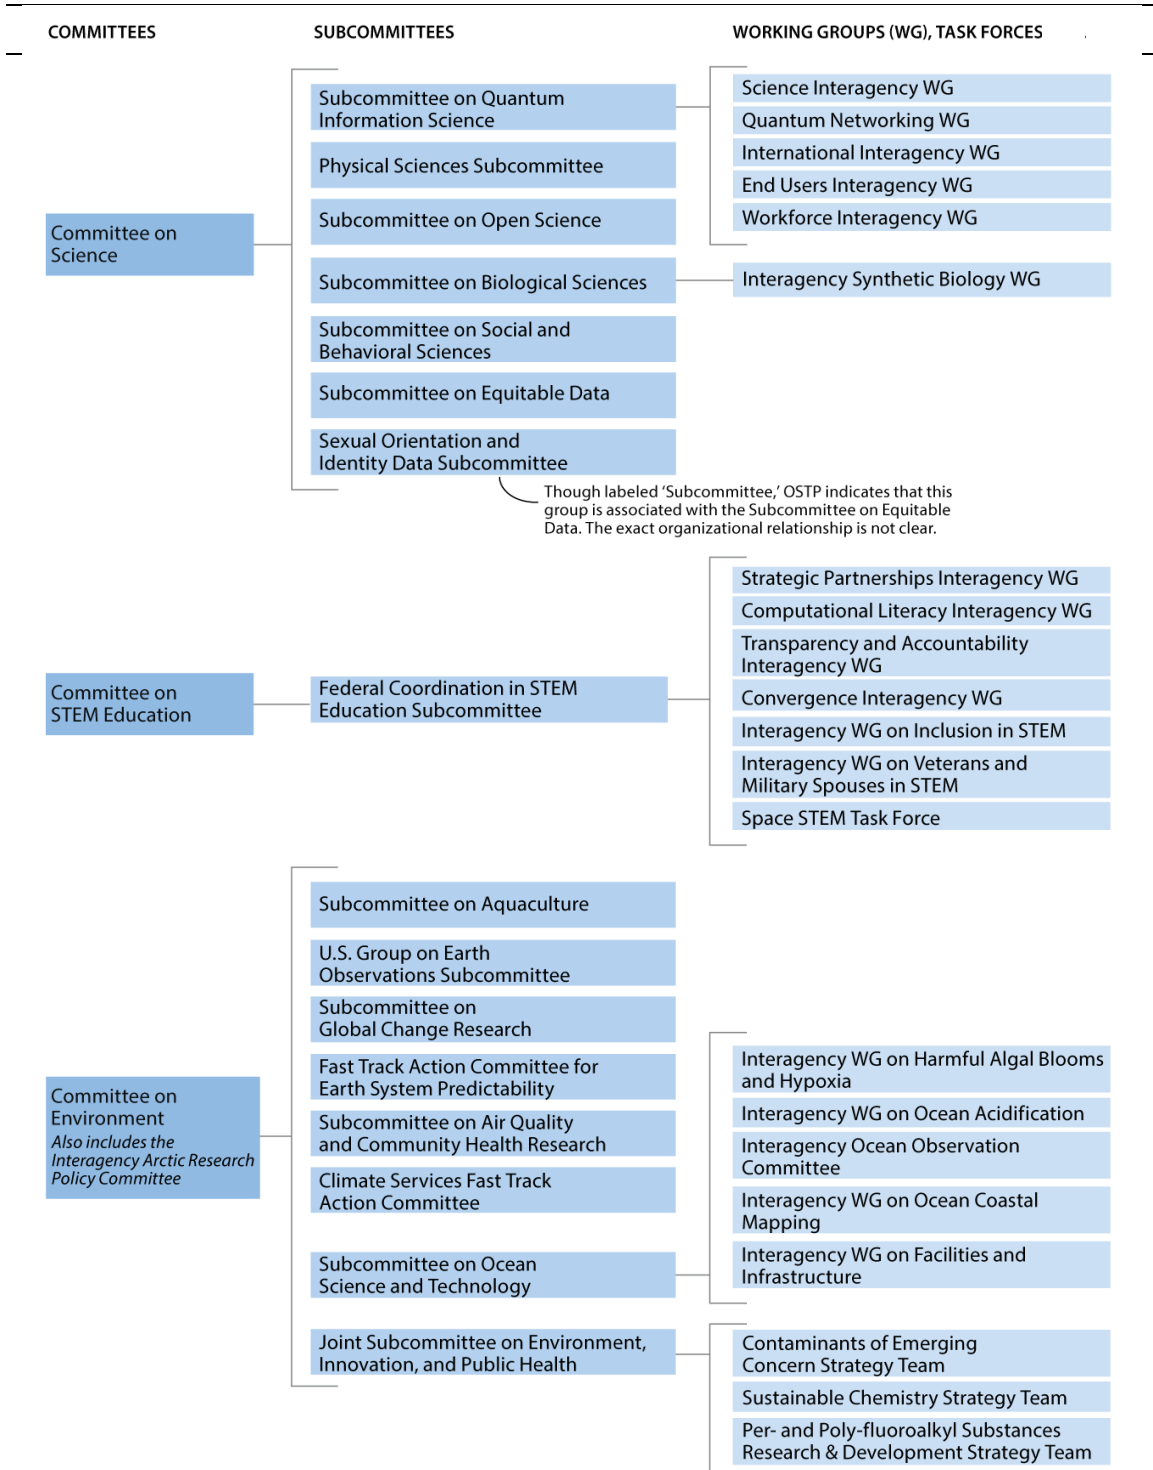 COMMITTEES
SUBCOMMITTEES
WORKING GROUPS (WG), TASK FORCES
Committee on
Science
Subcommittee on Quantum
Information Science
Science Interagency WG
Quantum Networking WG
International Interagency WG
End Users Interagency WG
Workforce Interagency WG
Physical Sciences Subcommittee
Subcommittee on Open Science
Subcommittee on Biological Sciences
Interagency Synthetic Biology WG
Subcommittee on Social and
Behavioral Sciences
Subcommittee on Equitable Data
Sexual Orientation and
Identity Data Subcommittee
Though labeled ‘Subcommittee,’ OSTP indicates that this
group is associated with the Subcommittee on Equitable
Data. The exact organizational relationship is not clear.
Committee on
STEM Education
Federal Coordination in STEM
Education Subcommittee
Strategic Partnerships Interagency WG
Computational Literacy Interagency WG
Transparency and Accountability
Interagency WG
Convergence Interagency WG
Interagency WG on Inclusion in STEM
Interagency WG on Veterans and
Military Spouses in STEM
Space STEM Task Force
Committee on
Environment
Also includes the
Interagency Arctic Research
Policy Committee
Subcommittee on Aquaculture
U.S. Group on Earth
Observations Subcommittee
Subcommittee on
Global Change Research
Fast Track Action Committee for
Earth System Predictability
Subcommittee on Air Quality
and Community Health Research
Climate Services Fast Track
Action Committee
Subcommittee on Ocean
Science and Technology
Interagency WG on Harmful Algal Blooms
and Hypoxia
Interagency WG on Ocean Acidification
Interagency Ocean Observation
Committee
Interagency WG on Ocean Coastal
Mapping
Interagency WG on Facilities and
Infrastructure
Joint Subcommittee on Environment,
Innovation, and Public Health
Contaminants of Emerging
Concern Strategy Team
Sustainable Chemistry Strategy Team
Per- and Poly-fluoroalkyl Substances
Research & Development Strategy Team